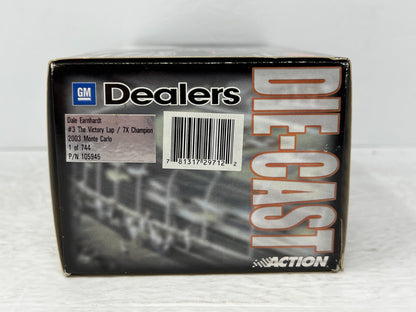 GM
Dealers
Dale Earnhardt
#3 The Victory Lap / 7X Champion
2003 Monte Carlo
1 of 744
P/N 105945
7 81317 29712 2
DIE-CAST
ACTION